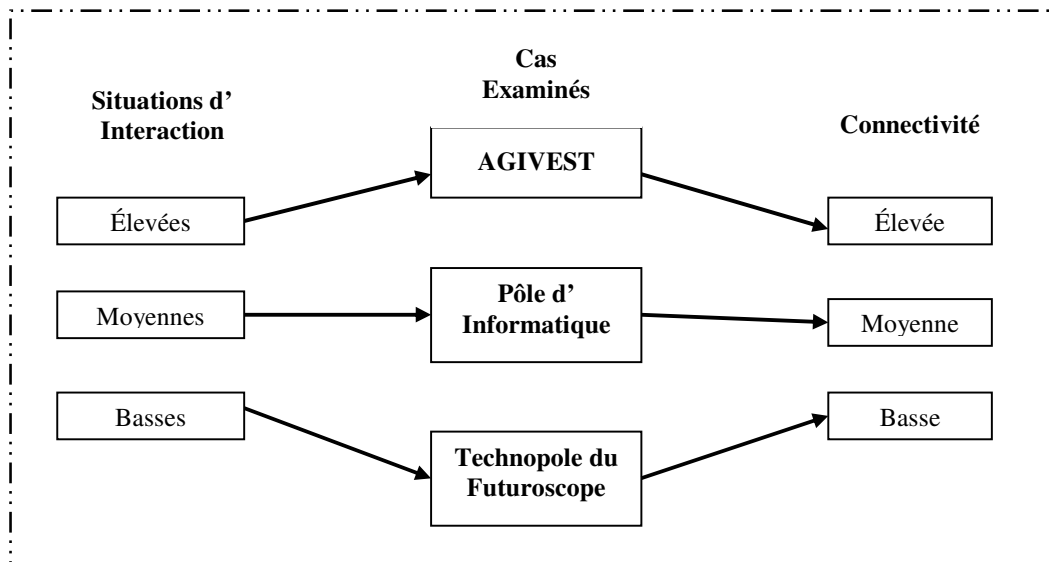 Situations d’
Interaction
Élevées
Moyennes
Basses
Cas
Examinés
AGIVEST
Pôle d’
Informatique
Technopole du
Futuroscope
Connectivité
Élevée
Moyenne
Basse